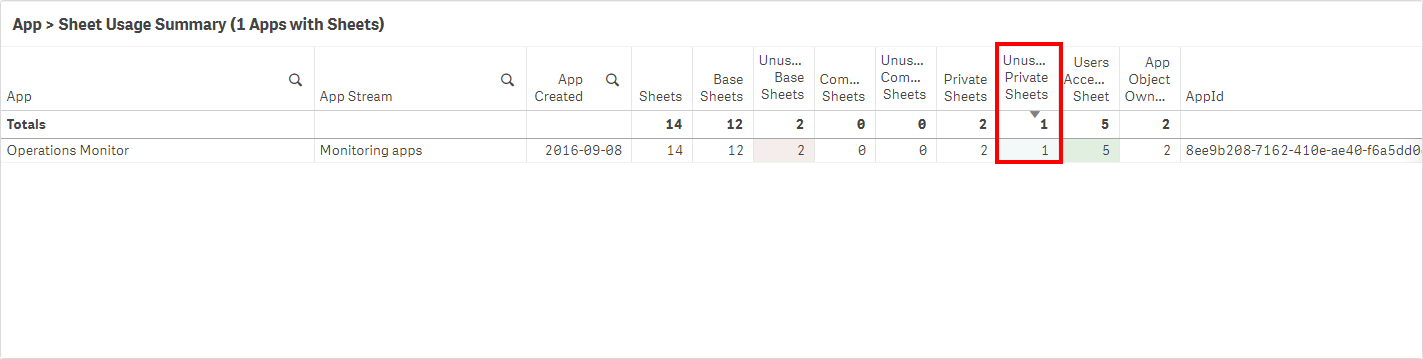 App > Sheet Usage Summary (1 Apps with Sheets)
App
App Stream
App
Created
Sheets
Base
Sheets
Unus...
Base
Sheets
Com...
Sheets
Unus...
Com...
Sheets
Private
Sheets
Unus...
Private
Sheets
Users
Acce...
Sheet
App
Object
Own...
AppId
Totals 14 12 2 0 0 2 1 5 2
Operations Monitor Monitoring apps 2016-09-08 14 12 2 0 0 2 1 5 2 8ee9b208-7162-410e-ae40-f6a5dd0